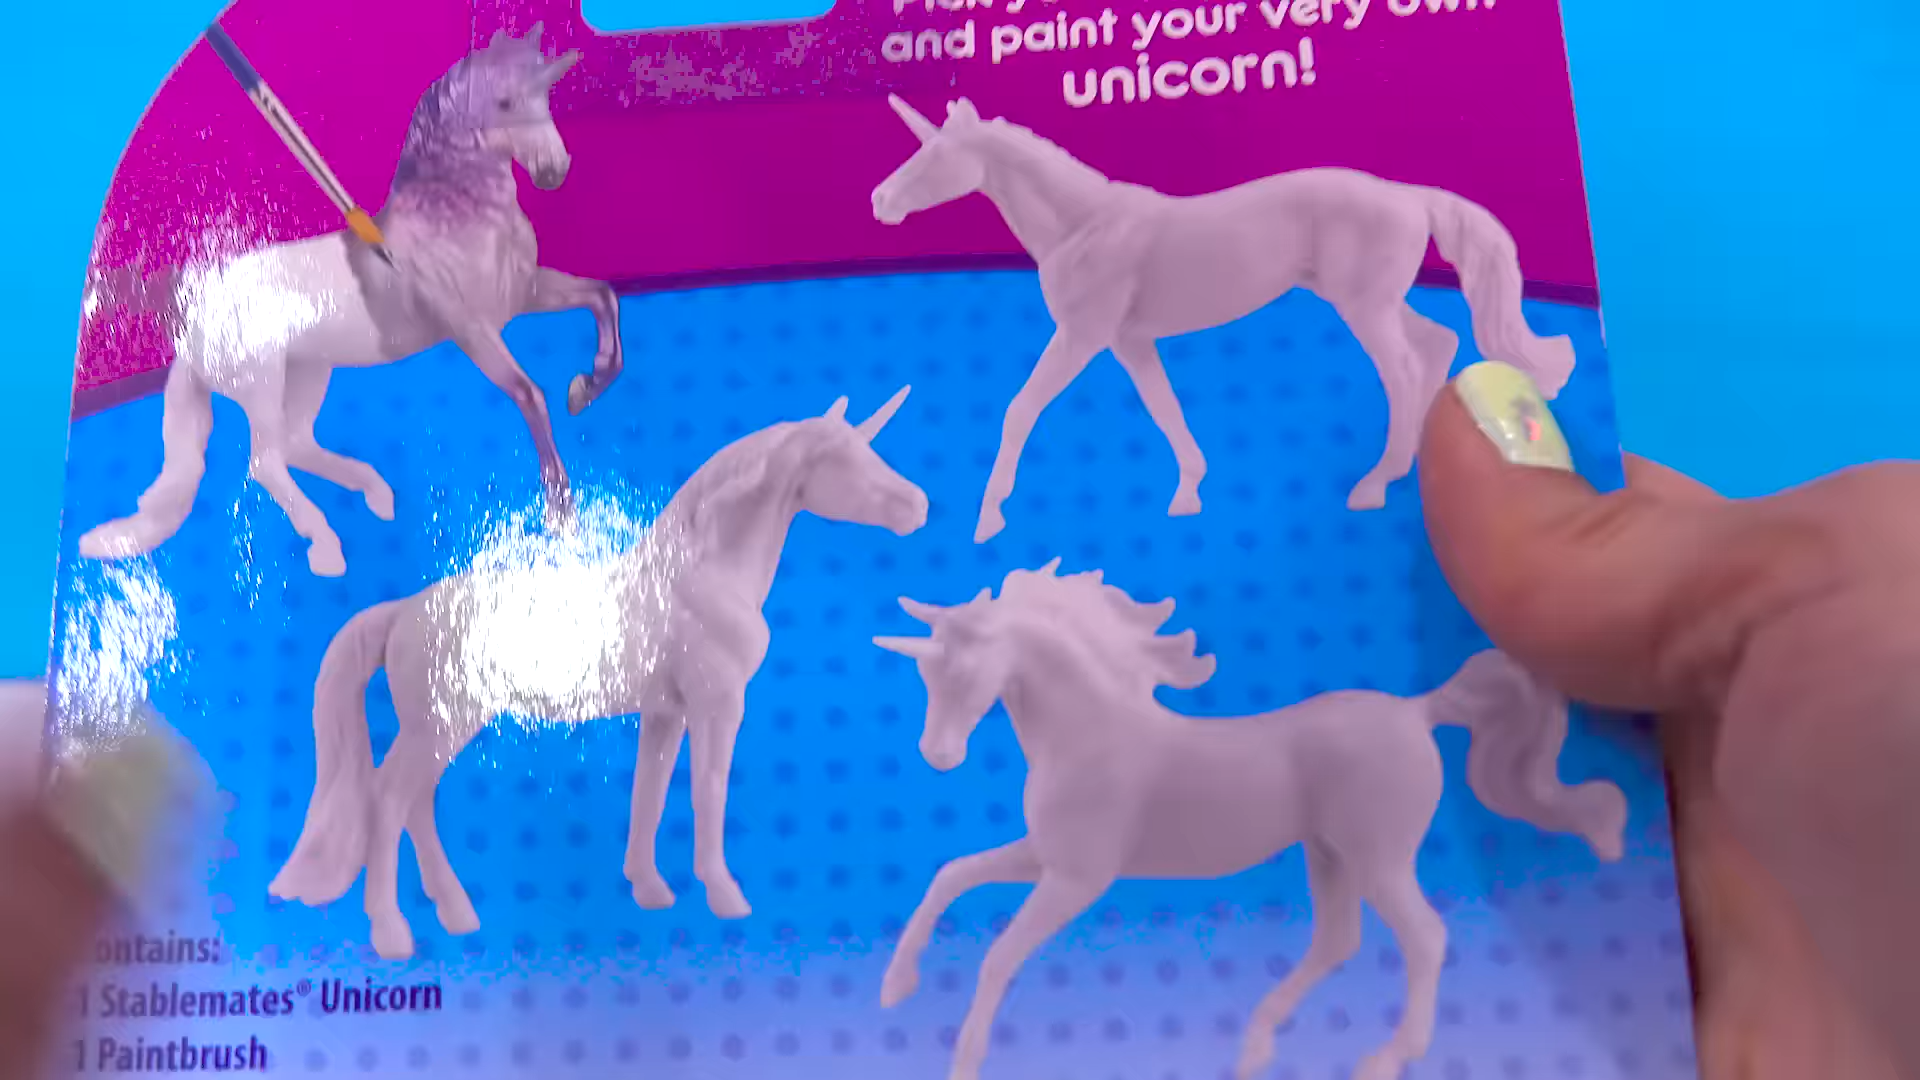 and paint your very own
unicorn!
ontains:
1 Stablemates® Unicorn
1 Paintbrush